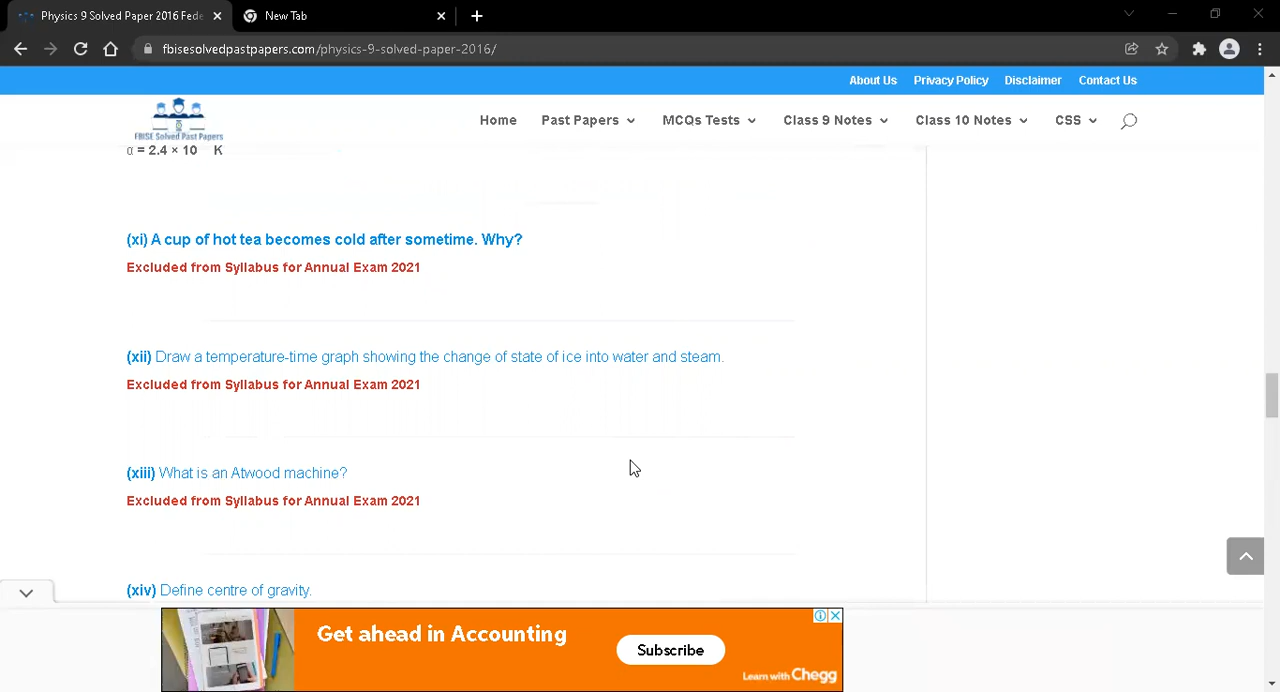 Physics 9 Solved Paper 2016 Fede
New Tab
fbisesolvedpastpapers.com/physics-9-solved-paper-2016/
About Us Privacy Policy Disclaimer Contact Us
FBISE Solved Past Papers
Home Past Papers MCQs Tests Class 9 Notes Class 10 Notes CSS
α = 2.4 × 10 K
(xi) A cup of hot tea becomes cold after sometime. Why?
Excluded from Syllabus for Annual Exam 2021
(xii) Draw a temperature-time graph showing the change of state of ice into water and steam.
Excluded from Syllabus for Annual Exam 2021
(xiii) What is an Atwood machine?
Excluded from Syllabus for Annual Exam 2021
(xiv) Define centre of gravity.
Get ahead in Accounting
Subscribe
Learn with Chegg